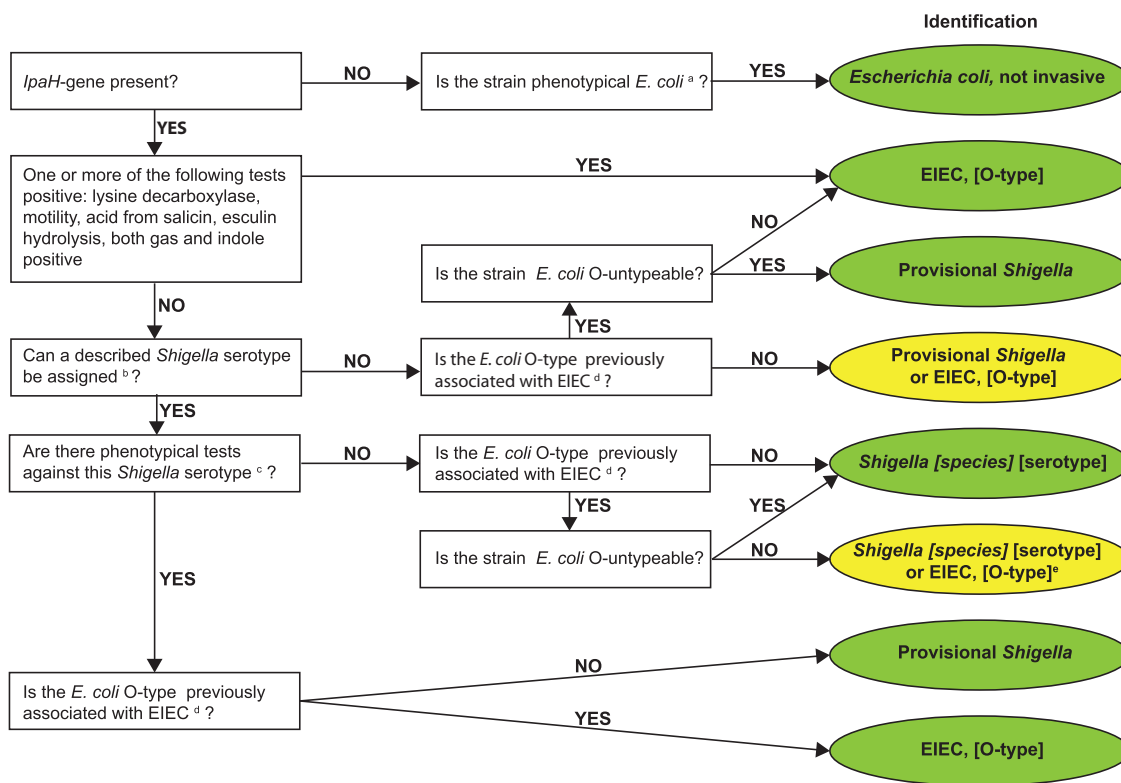 Identification
IpaH-gene present?
NO
Is the strain phenotypical E. coli a ?
YES
Escherichia coli, not invasive
YES
One or more of the following tests
positive: lysine decarboxylase,
motility, acid from salicin, esculin
hydrolysis, both gas and indole
positive
YES
EIEC, [O-type]
NO
Is the strain E. coli O-untypeable?
YES
Provisional Shigella
NO
YES
Can a described Shigella serotype
be assigned b ?
NO
Is the E. coli O-type previously
associated with EIEC d ?
NO
Provisional Shigella
or EIEC, [O-type]
YES
Are there phenotypical tests
against this Shigella serotype c ?
NO
Is the E. coli O-type previously
associated with EIEC d ?
NO
Shigella [species] [serotype]
YES
YES
Is the strain E. coli O-untypeable?
NO
Shigella [species] [serotype]
or EIEC, [O-type]e
YES
Is the E. coli O-type previously
associated with EIEC d ?
NO
Provisional Shigella
YES
EIEC, [O-type]